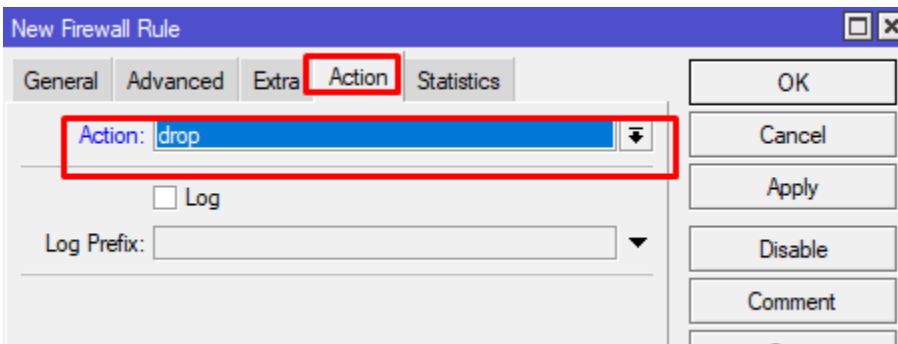 New Firewall Rule
General Advanced Extra Action Statistics
OK
Action: drop
Cancel
Log
Apply
Log Prefix:
Disable
Comment